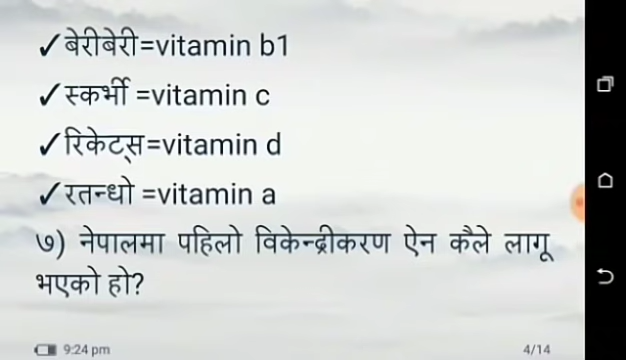 ✓बेरीबेरी=vitamin b1
✓स्कर्भी =vitamin c
✓रिकेट्स=vitamin d
✓रतन्धो =vitamin a
७) नेपालमा पहिलो विकेन्द्रीकरण ऐन कैले लागू
भएको हो?
9:24 pm 4/14